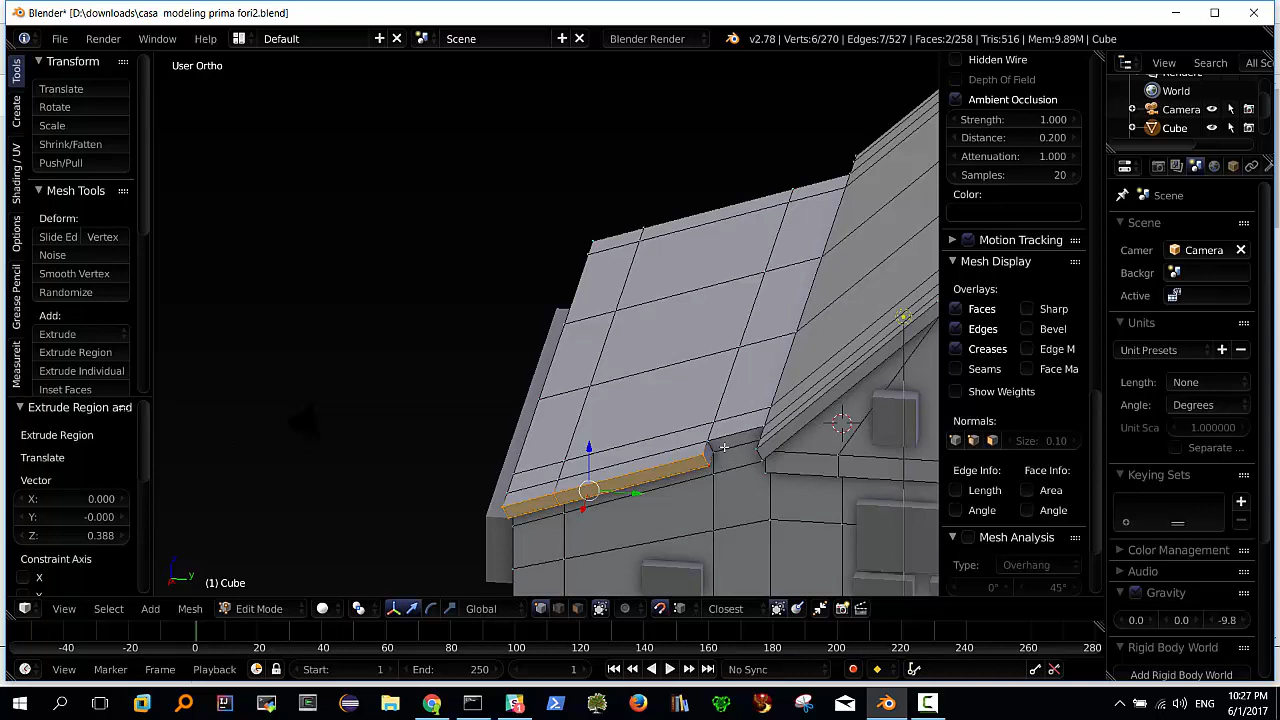 Blender* [D:\downloads\casa modeling prima fori2.blend]
File Render Window Help Default Scene Blender Render v2.78 | Verts:6/270 | Edges:7/527 | Faces:2/258 | Tris:516 | Mem:9.89M | Cube
User Ortho
Tools
Create
Shading / UV
Options
Grease Pencil
Measureit
Transform
Translate
Rotate
Scale
Shrink/Fatten
Push/Pull
Mesh Tools
Deform:
Slide Ed Vertex
Noise
Smooth Vertex
Randomize
Add:
Extrude
Extrude Region
Extrude Individual
Inset Faces
Extrude Region and
Extrude Region
Translate
Vector
X: 0.000
Y: -0.000
Z: 0.388
Constraint Axis
X
z
y
(1) Cube
Hidden Wire
Depth Of Field
Ambient Occlusion
Strength: 1.000
Distance: 0.200
Attenuation: 1.000
Samples: 20
Color:
Motion Tracking
Mesh Display
Overlays:
Faces Sharp
Edges Bevel
Creases Edge M
Seams Face Ma
Show Weights
Normals:
Size: 0.10
Edge Info: Face Info:
Length Area
Angle Angle
Mesh Analysis
Type: Overhang
0° 45°
View Search All Sc
World
Camera
Cube
Scene
Scene
Camer Camera
Backgr
Active
Units
Unit Presets
Length: None
Angle: Degrees
Unit Sca 1.000000
Separate ...
Keying Sets
Color Management
Audio
Gravity
0.0 0.0 -9.8
Rigid Body World
Add Rigid Body World
View Select Add Mesh Edit Mode Global Closest
-40 -20 0 20 40 60 80 100 120 140 160 180 200 220 240 260 280
View Marker Frame Playback Start: 1 End: 250 1 No Sync
ENG
10:27 PM
6/1/2017